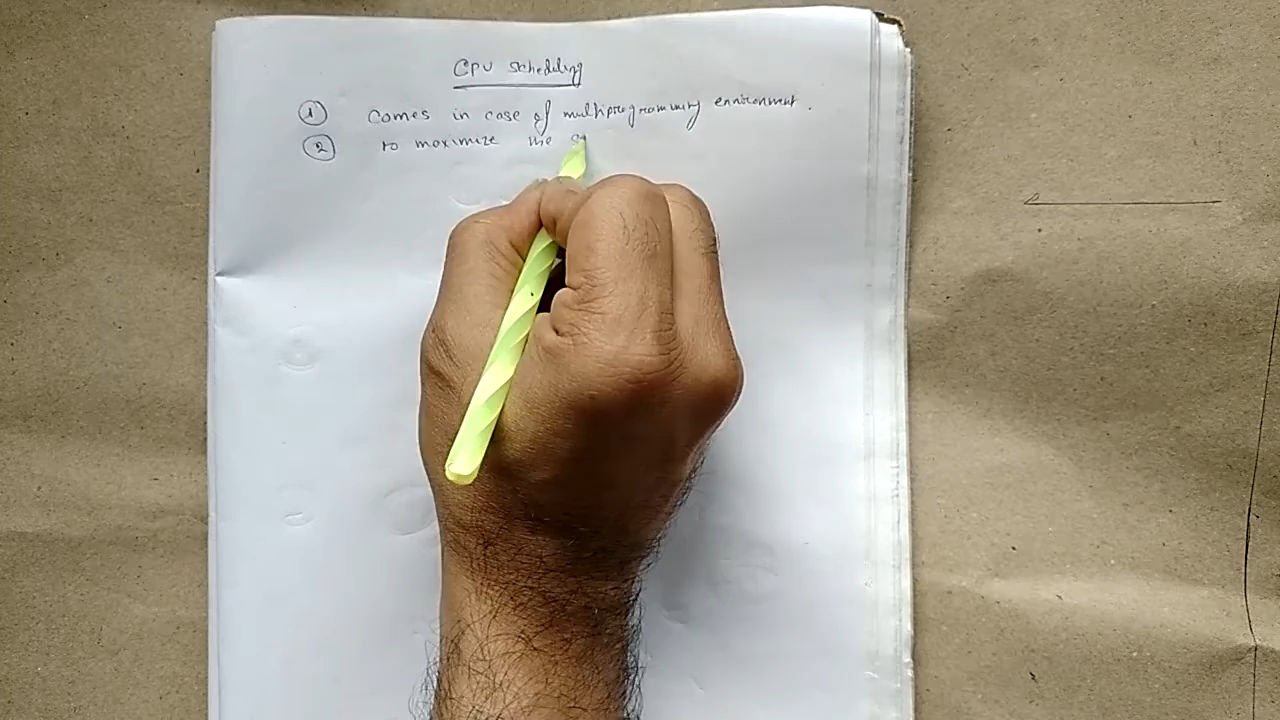 CPU scheduling
1 Comes in case of multiprogramming environment.
2 to maximize the